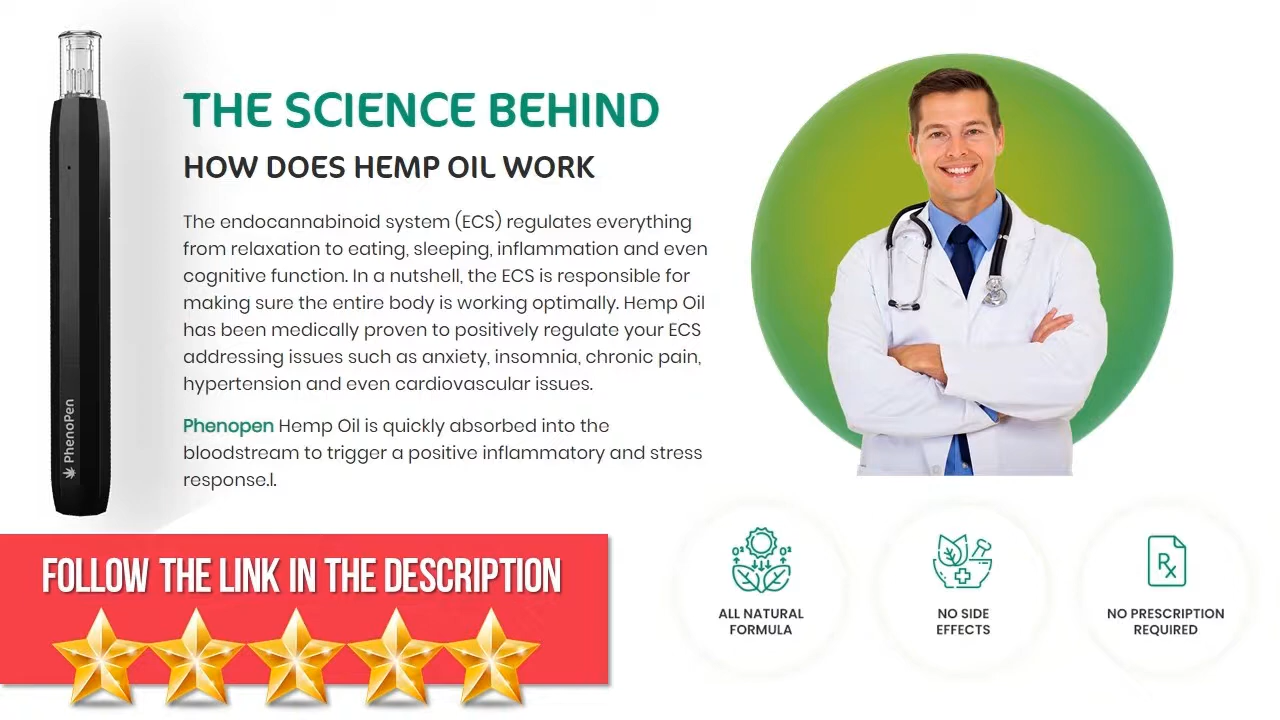 THE SCIENCE BEHIND
HOW DOES HEMP OIL WORK
The endocannabinoid system (ECS) regulates everything
from relaxation to eating, sleeping, inflammation and even
cognitive function. In a nutshell, the ECS is responsible for
making sure the entire body is working optimally. Hemp Oil
has been medically proven to positively regulate your ECS
addressing issues such as anxiety, insomnia, chronic pain,
hypertension and even cardiovascular issues.
Phenopen Hemp Oil is quickly absorbed into the
bloodstream to trigger a positive inflammatory and stress
response.l.
PhenoPen
FOLLOW THE LINK IN THE DESCRIPTION
O² O²
ALL NATURAL
FORMULA
NO SIDE
EFFECTS
Rx
NO PRESCRIPTION
REQUIRED